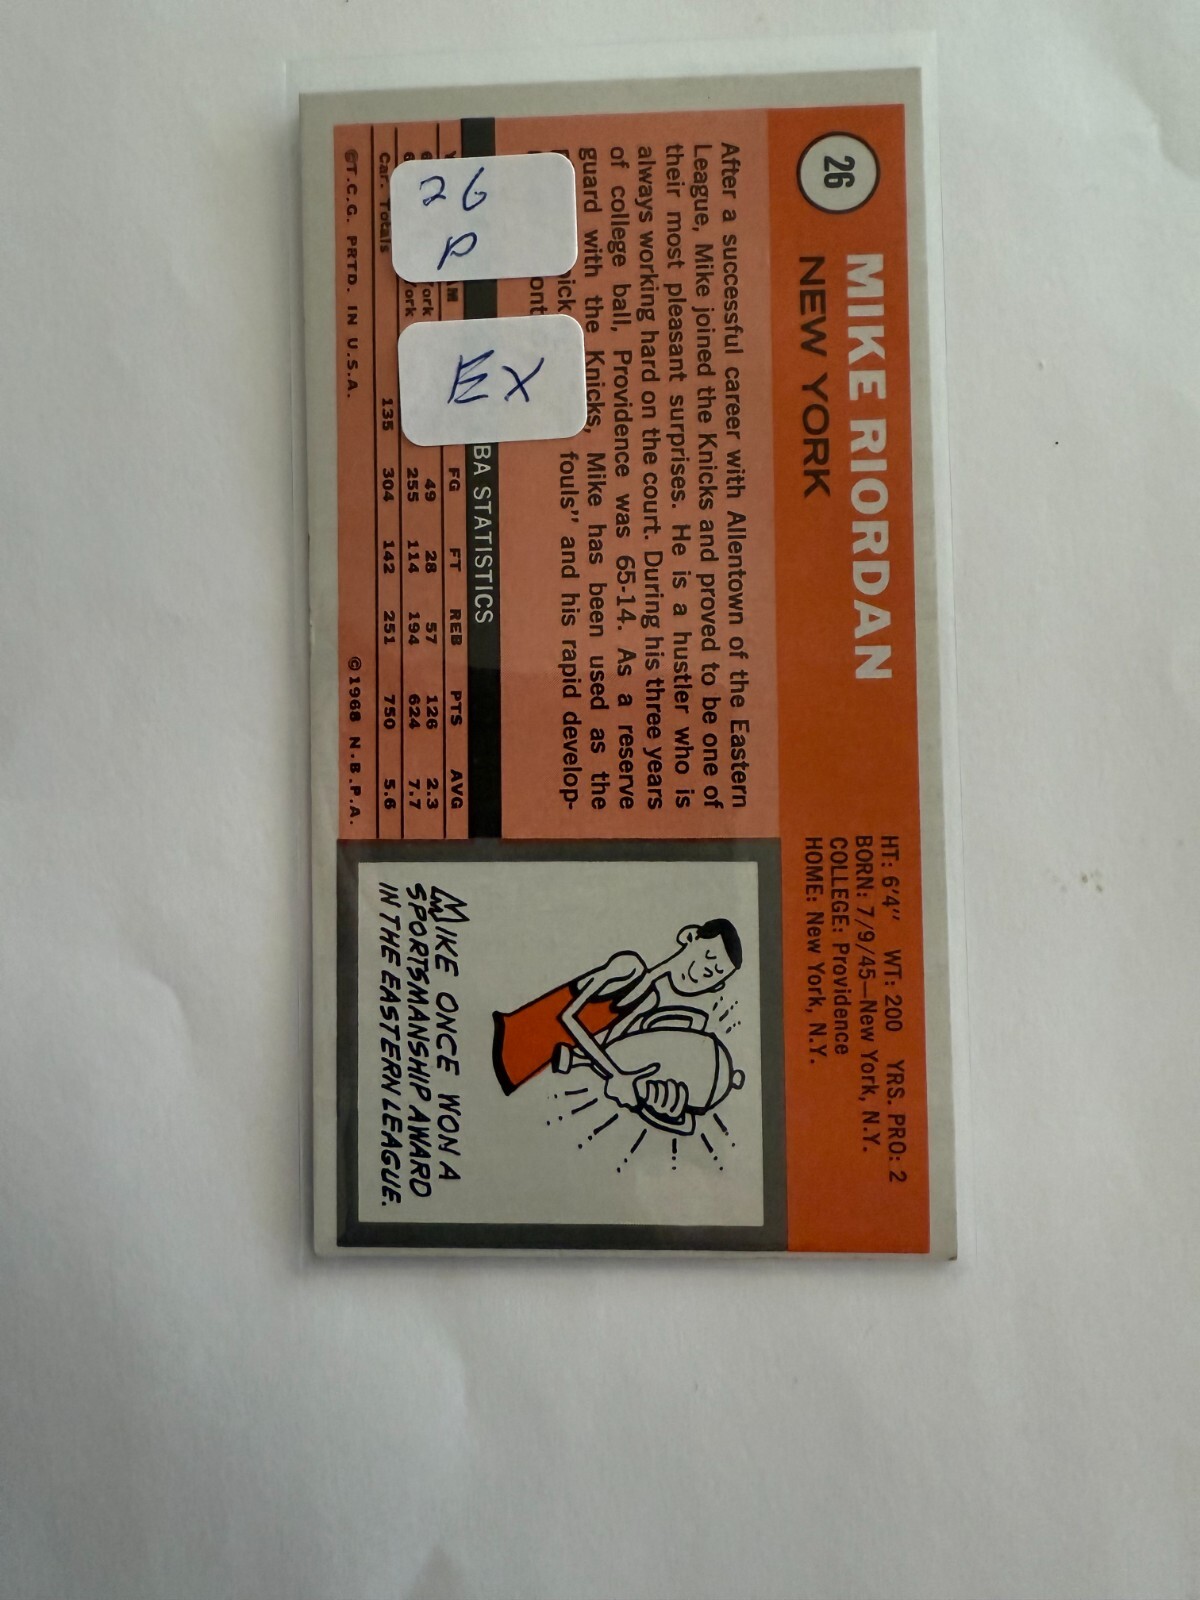 26
MIKE RIORDAN
NEW YORK
HT: 6'4" WT: 200 YRS. PRO: 2
BORN: 7/9/45—New York, N.Y.
COLLEGE: Providence
HOME: New York, N.Y.
After a successful career with Allentown of the Eastern
League, Mike joined the Knicks and proved to be one of
their most pleasant surprises. He is a hustler who is
always working hard on the court. During his three years
of college ball, Providence was 65-14. As a reserve
guard with the Knicks, Mike has been used as the
fouls" and his rapid develop-
BA STATISTICS
FG FT REB PTS AVG
49 28 57 126 2.3
255 114 194 624 7.7
Car. Totals 135 304 142 251 750 5.6
©T.C.G. PRTD. IN U.S.A. ©1968 N.B.P.A.
26
P
EX
MIKE ONCE WON A
SPORTSMANSHIP AWARD
IN THE EASTERN LEAGUE.